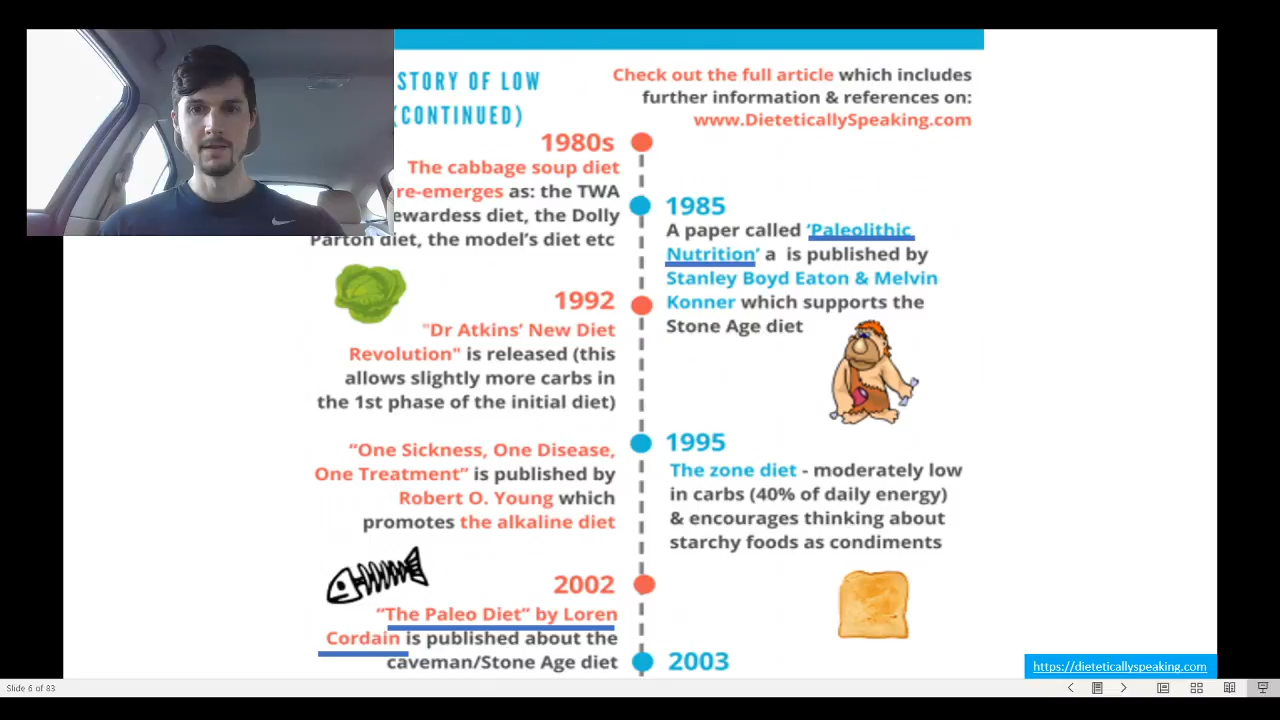 STORY OF LOW
(CONTINUED)
Check out the full article which includes
further information & references on:
www.DieteticallySpeaking.com
1980s
The cabbage soup diet
re-emerges as: the TWA
ewardess diet, the Dolly
Parton diet, the model's diet etc
1985
A paper called 'Paleolithic
Nutrition' a is published by
Stanley Boyd Eaton & Melvin
Konner which supports the
Stone Age diet
1992
"Dr Atkins' New Diet
Revolution" is released (this
allows slightly more carbs in
the 1st phase of the initial diet)
"One Sickness, One Disease,
One Treatment" is published by
Robert O. Young which
promotes the alkaline diet
1995
The zone diet - moderately low
in carbs (40% of daily energy)
& encourages thinking about
starchy foods as condiments
2002
"The Paleo Diet" by Loren
Cordain is published about the
caveman/Stone Age diet
2003
https://dieteticallyspeaking.com
Slide 6 of 83